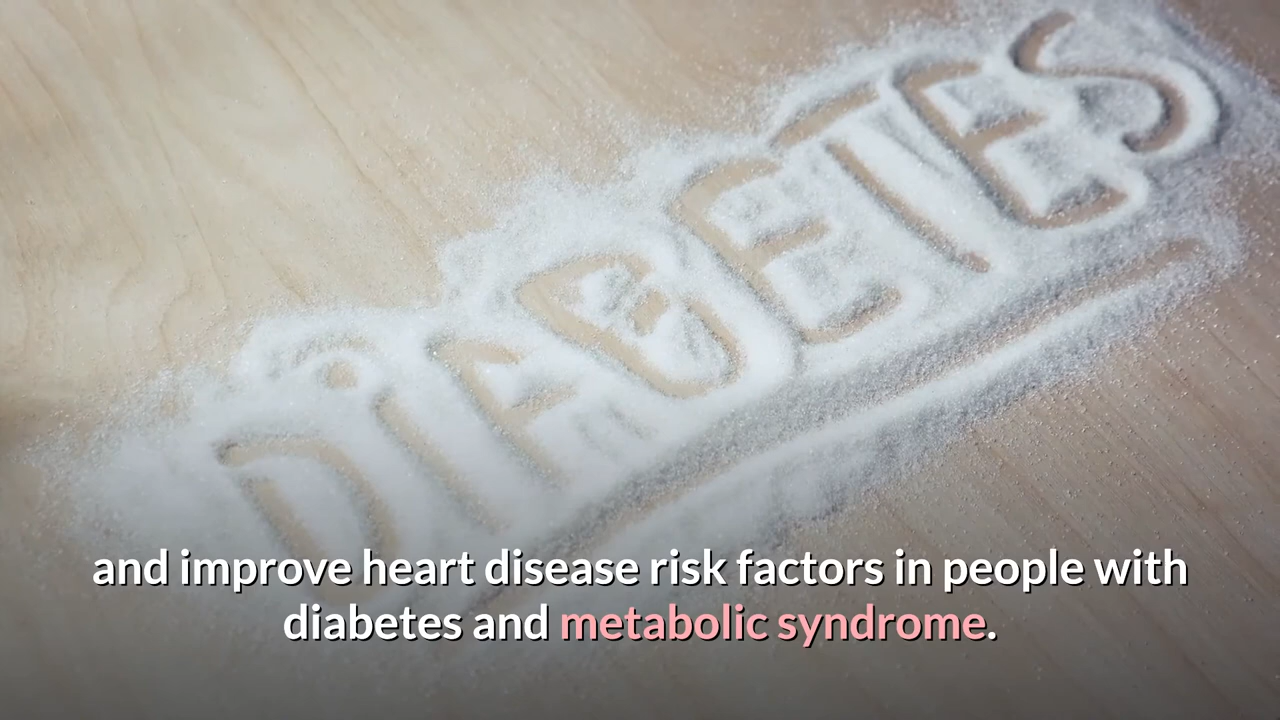 DiABETES
and improve heart disease risk factors in people with
diabetes and metabolic syndrome.